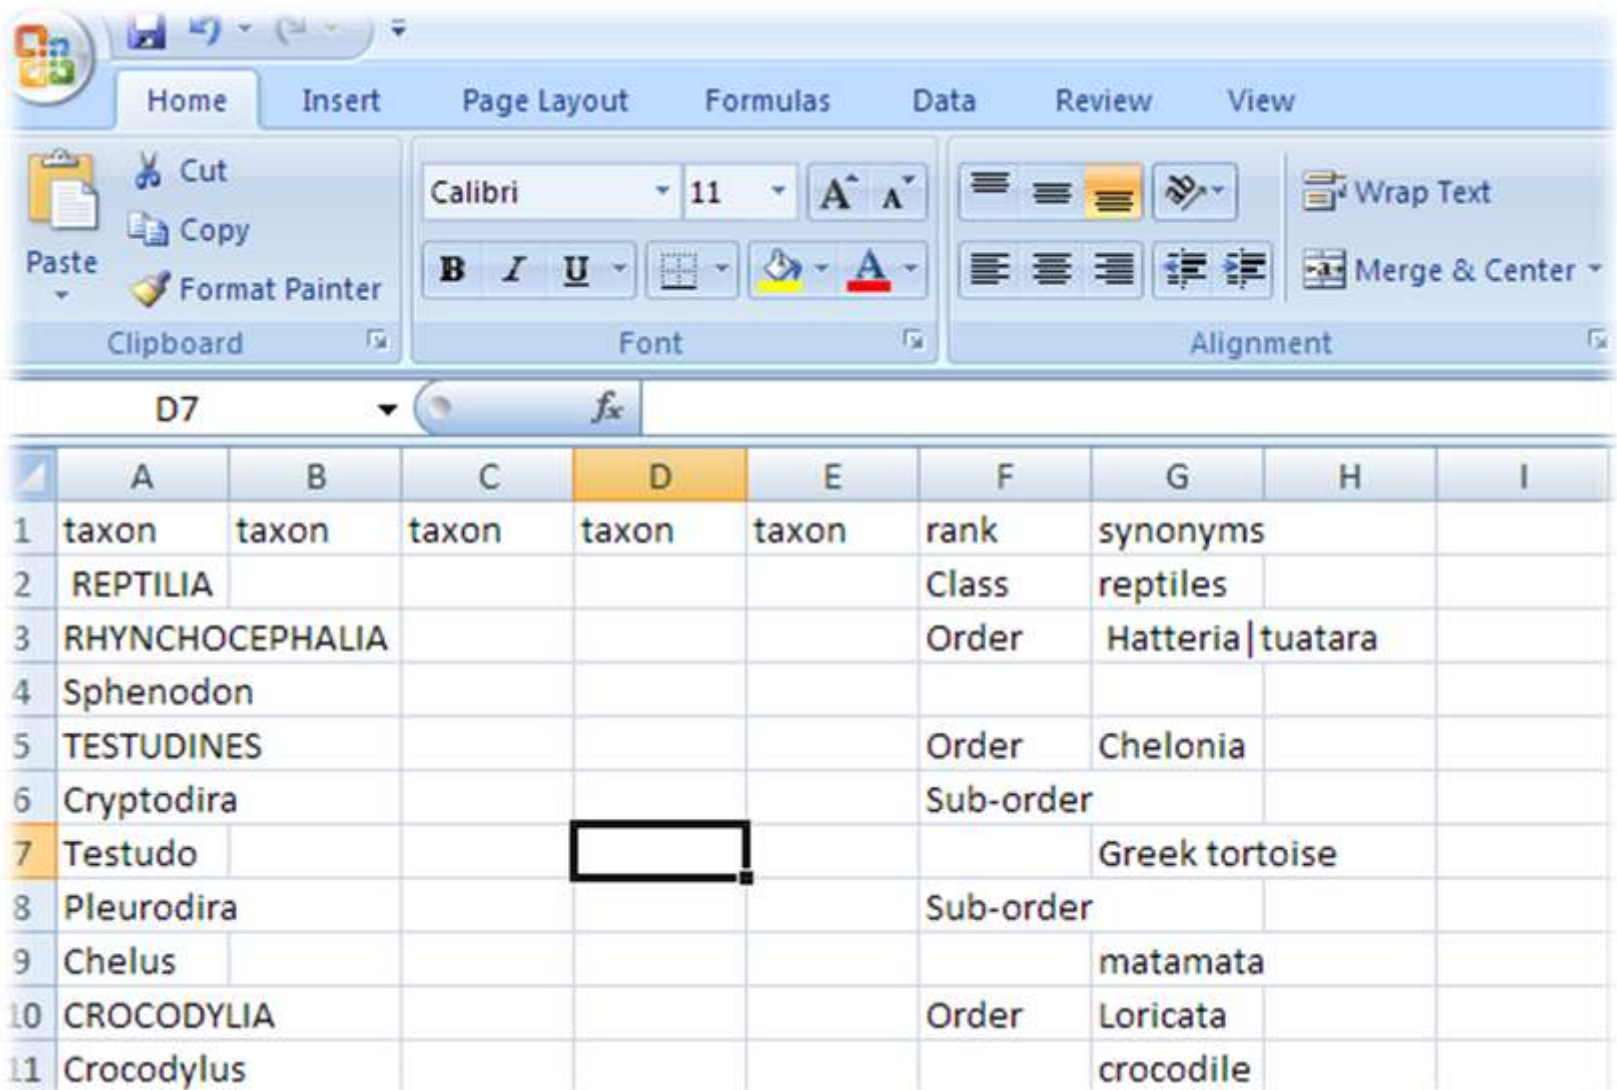 Home Insert Page Layout Formulas Data Review View
Cut
Copy
Paste
Format Painter
Clipboard
Calibri 11 A A
B I U A
Font
Wrap Text
Merge & Center
Alignment
D7 fx
A B C D E F G H I
1 taxon taxon taxon taxon taxon rank synonyms
2 REPTILIA Class reptiles
3 RHYNCHOCEPHALIA Order Hatteria|tuatara
4 Sphenodon
5 TESTUDINES Order Chelonia
6 Cryptodira Sub-order
7 Testudo Greek tortoise
8 Pleurodira Sub-order
9 Chelus matamata
10 CROCODYLIA Order Loricata
11 Crocodylus crocodile